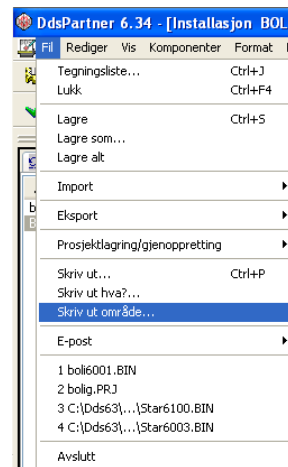 DdsPartner 6.34 - [Installasjon BOL
Fil Rediger Vis Komponenter Format
Tegningsliste... Ctrl+J
Lukk Ctrl+F4
Lagre Ctrl+S
Lagre som...
Lagre alt
Import
Eksport
Prosjektlagring/gjenoppretting
Skriv ut... Ctrl+P
Skriv ut hva?...
Skriv ut område...
E-post
1 boli6001.BIN
2 bolig.PRJ
3 C:\Dds63\...\Star6100.BIN
4 C:\Dds63\...\Star6003.BIN
Avslutt